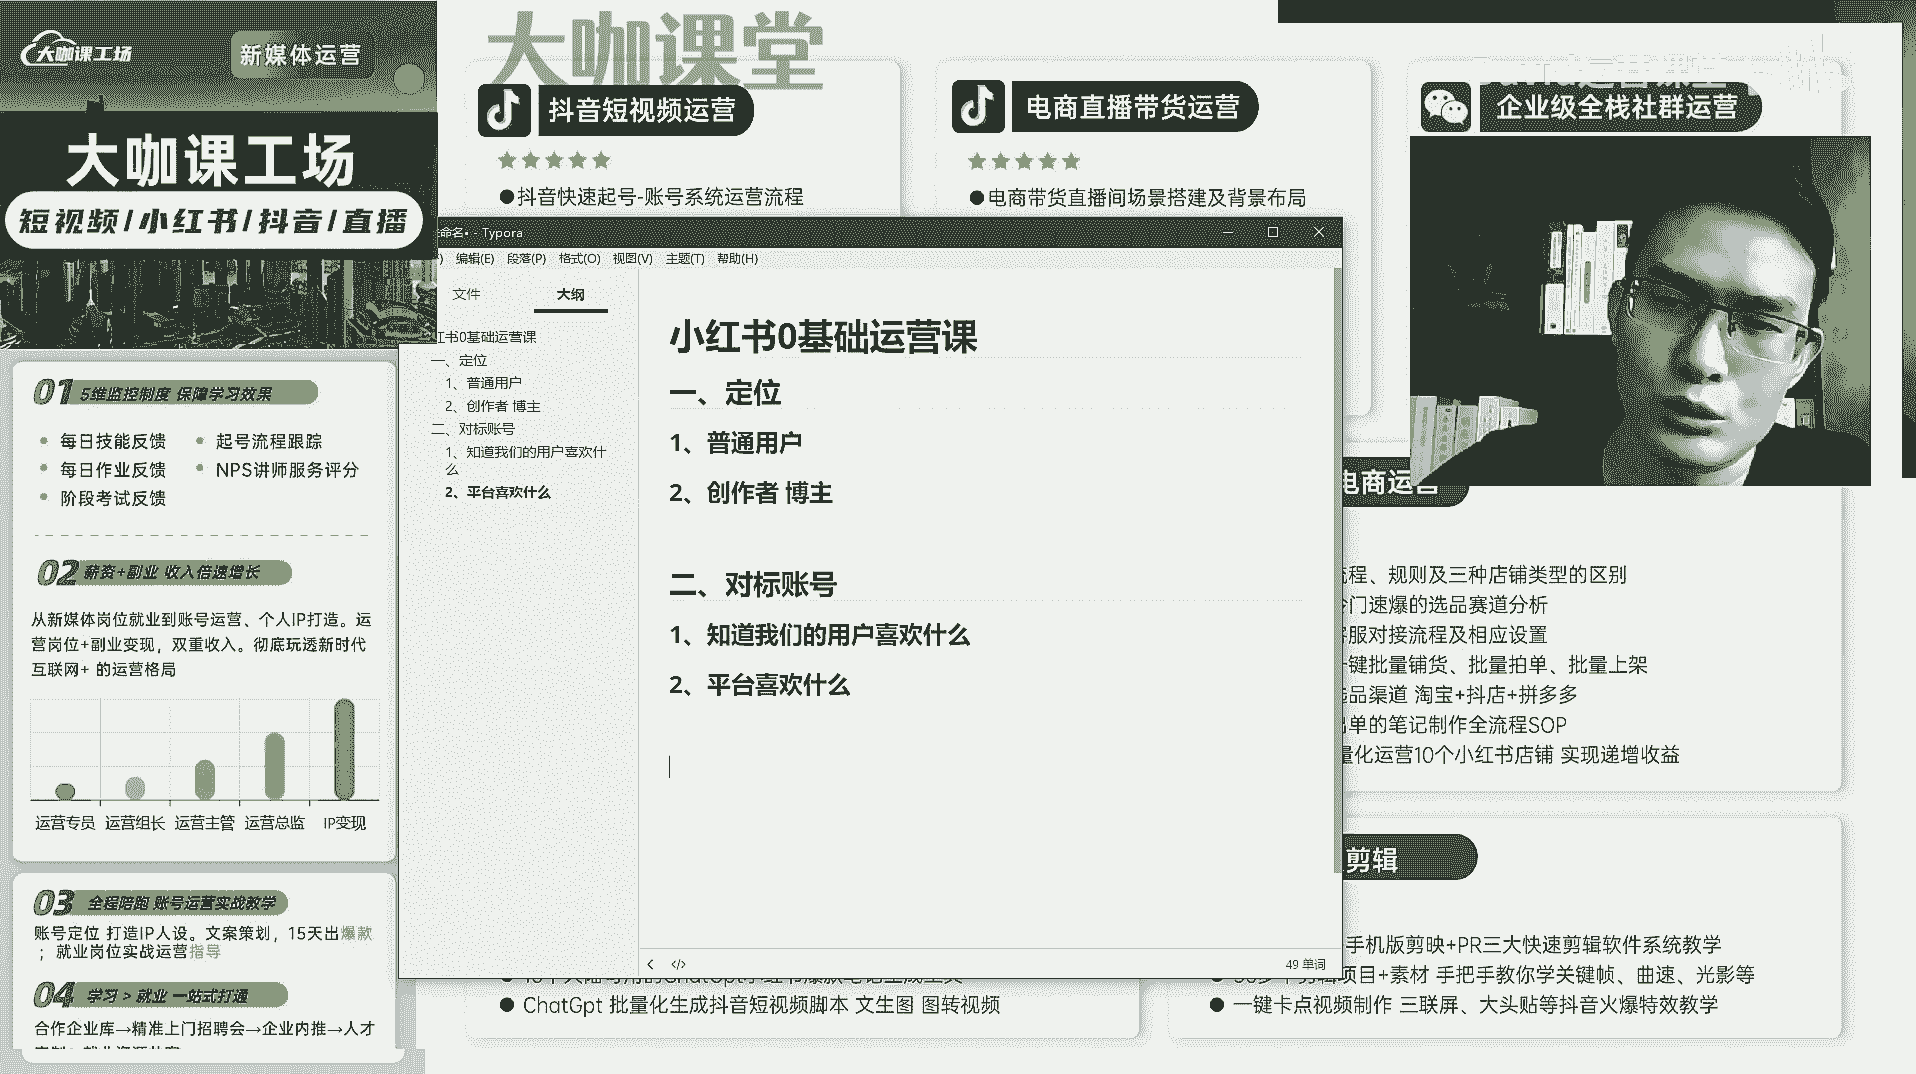 大咖课工场
新媒体运营
大咖课工场
短视频/小红书/抖音/直播
01 5维监控制度 保障学习效果
每日技能反馈
起号流程跟踪
每日作业反馈
NPS讲师服务评分
阶段考试反馈
02 薪资+副业 收入倍速增长
从新媒体岗位就业到账号运营、个人IP打造。运
营岗位+副业变现，双重收入。彻底玩透新时代
互联网+ 的运营格局
运营专员 运营组长 运营主管 运营总监 IP变现
03 全程陪跑 账号运营实战教学
账号定位 打造IP人设。文案策划，15天出爆款
；就业岗位实战运营指导
04 学习 > 就业 一站式打通
合作企业库→精准上门招聘会→企业内推→人才
大咖课堂
抖音短视频运营
●抖音快速起号-账号系统运营流程
电商直播带货运营
●电商带货直播间场景搭建及背景布局
企业级全栈社群运营
命名• - Typora
编辑(E) 段落(P) 格式(O) 视图(V) 主题(T) 帮助(H)
文件 大纲
红书0基础运营课
一、定位
1、普通用户
2、创作者 博主
二、对标账号
1、知道我们的用户喜欢什
么
2、平台喜欢什么
小红书0基础运营课
一、定位
1、普通用户
2、创作者 博主
二、对标账号
1、知道我们的用户喜欢什么
2、平台喜欢什么
49 单词
电商运营
流程、规则及三种店铺类型的区别
冷门速爆的选品赛道分析
客服对接流程及相应设置
一键批量铺货、批量拍单、批量上架
选品渠道 淘宝+抖店+拼多多
出单的笔记制作全流程SOP
量化运营10个小红书店铺 实现递增收益
剪辑
手机版剪映+PR三大快速剪辑软件系统教学
项目+素材 手把手教你学关键帧、曲速、光影等
● 一键卡点视频制作 三联屏、大头贴等抖音火爆特效教学
● ChatGpt 批量化生成抖音短视频脚本 文生图 图转视频